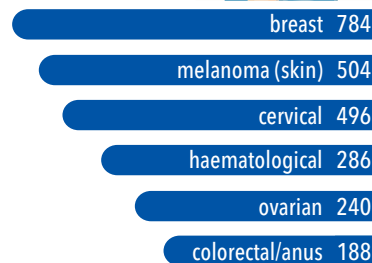 breast 784
melanoma (skin) 504
cervical 496
haematological 286
ovarian 240
colorectal/anus 188